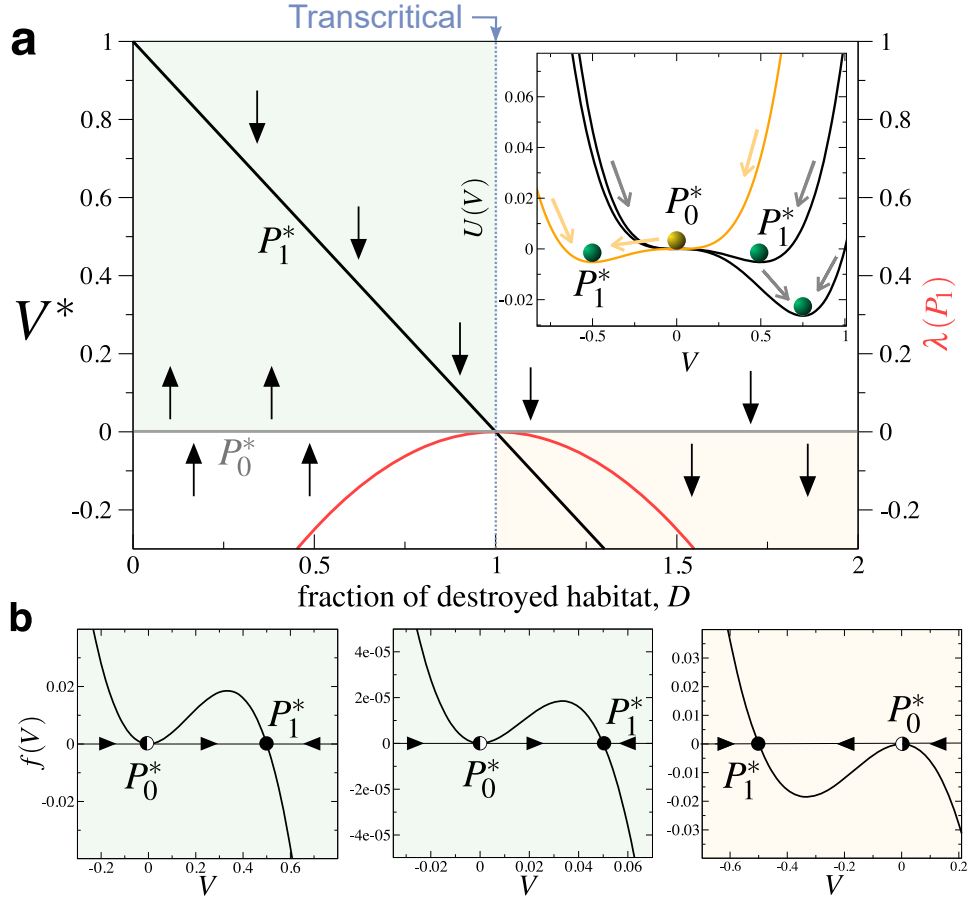 Transcritical
a
1
0.8
0.6
0.4
0.2
0
-0.2
V*
P₁*
P₀*
0
0.5
1
1.5
2
fraction of destroyed habitat, D
1
0.8
0.6
0.4
0.2
0
-0.2
λ(P₁)
0.06
0.04
0.02
0
-0.02
U(V)
P₀*
P₁*
P₁*
-0.5
0
0.5
1
V
b
0.02
0
-0.02
f(V)
P₀*
P₁*
-0.2
0
0.2
0.4
0.6
V
4e-05
2e-05
0
-2e-05
-4e-05
P₀*
P₁*
-0.02
0
0.02
0.04
0.06
V
0.03
0.02
0.01
0
-0.01
-0.02
-0.03
P₁*
P₀*
-0.6
-0.4
-0.2
0
0.2
V